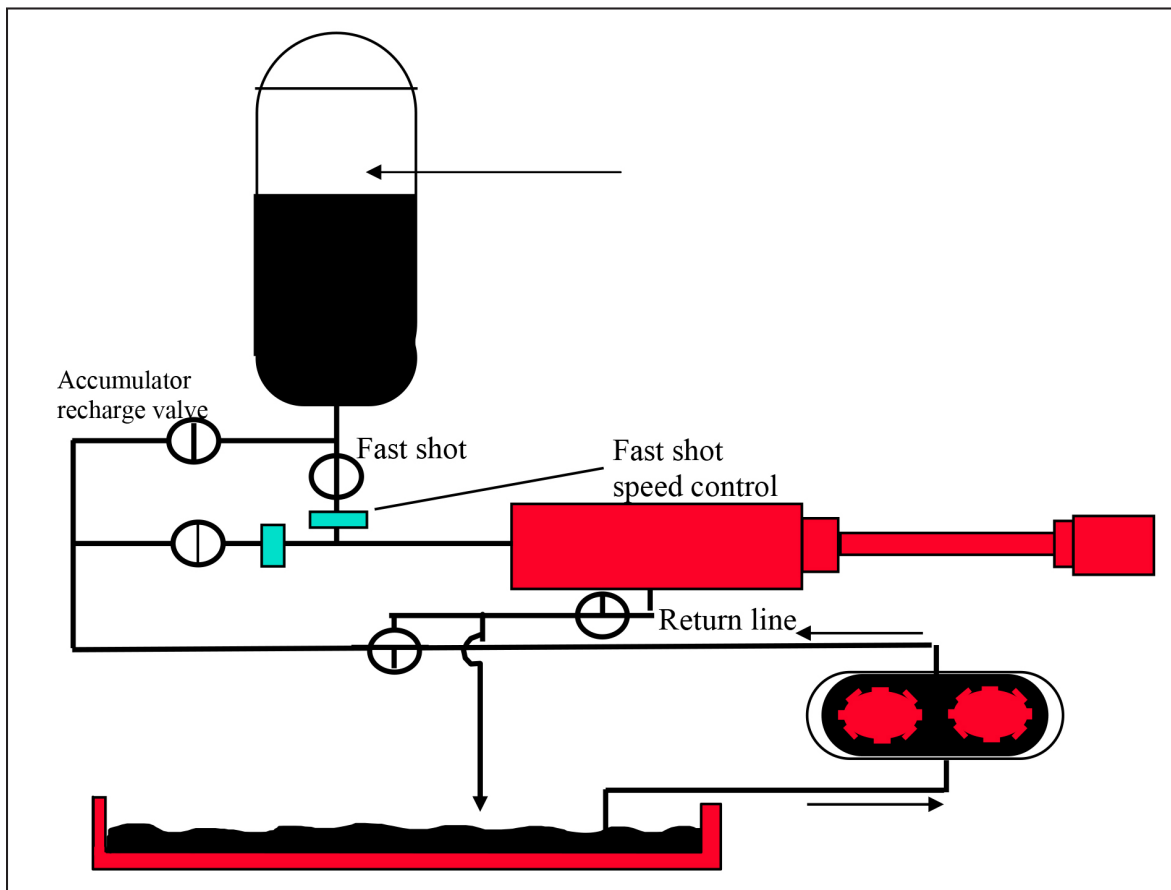 Accumulator
recharge valve
Fast shot
Fast shot
speed control
Return line